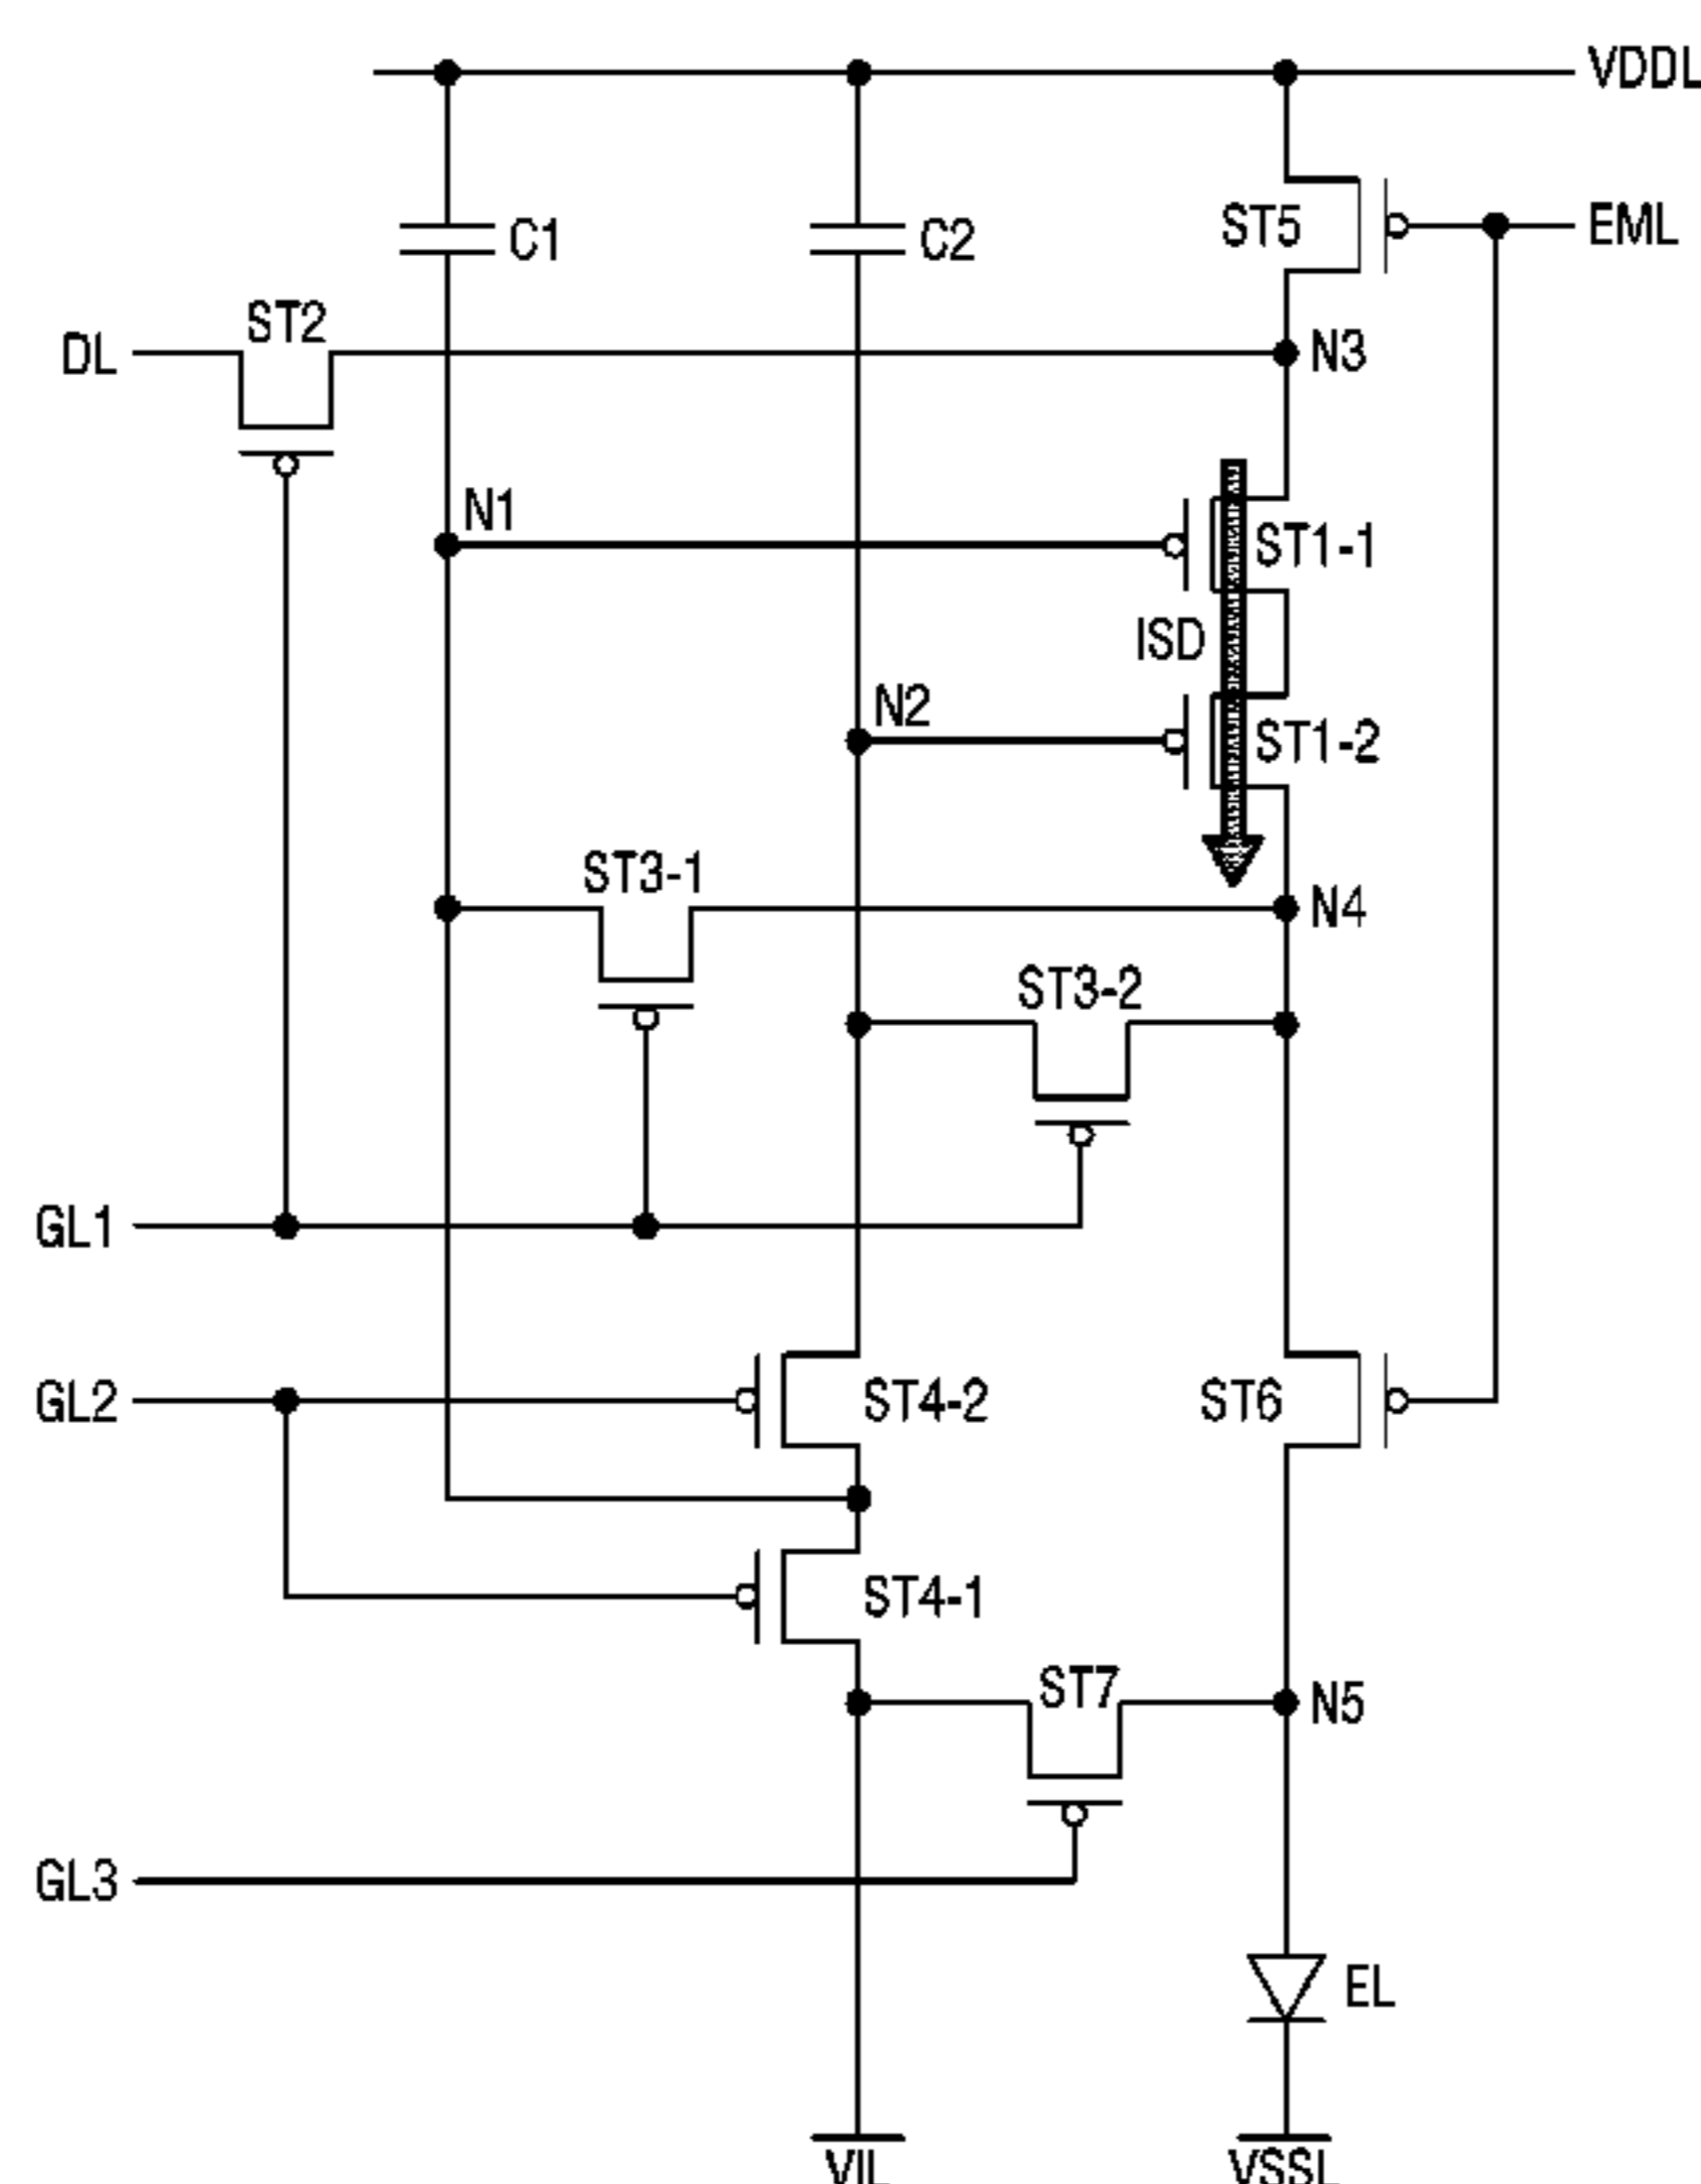 VDDL
ST5
EML
C1
C2
ST2
DL
N3
N1
ST1-1
ISD
N2
ST1-2
ST3-1
N4
ST3-2
GL1
GL2
ST4-2
ST6
ST4-1
ST7
N5
GL3
EL
VIL
VSSL